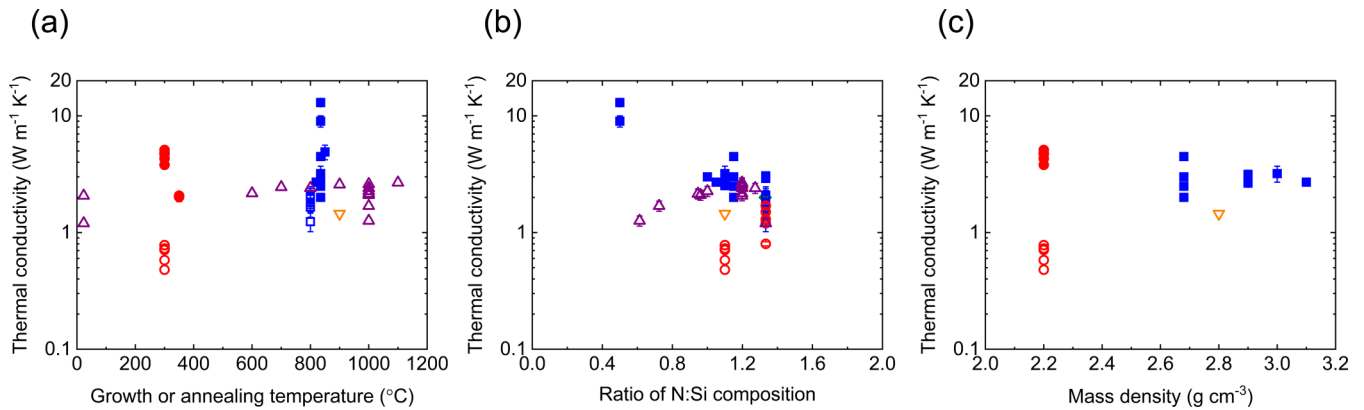 (a)
Thermal conductivity (W m⁻¹ K⁻¹)
20
10
1
0.1
0 200 400 600 800 1000 1200
Growth or annealing temperature (°C)
(b)
Thermal conductivity (W m⁻¹ K⁻¹)
20
10
1
0.1
0.0 0.4 0.8 1.2 1.6 2.0
Ratio of N:Si composition
(c)
Thermal conductivity (W m⁻¹ K⁻¹)
20
10
1
0.1
2.0 2.2 2.4 2.6 2.8 3.0 3.2
Mass density (g cm⁻³)